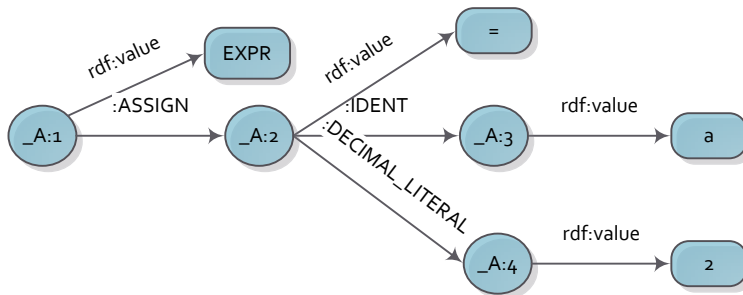 =
rdf:value
EXPR
rdf:value
:ASSIGN
:IDENT
rdf:value
_A:1
_A:2
_A:3
a
:DECIMAL_LITERAL
rdf:value
_A:4
2